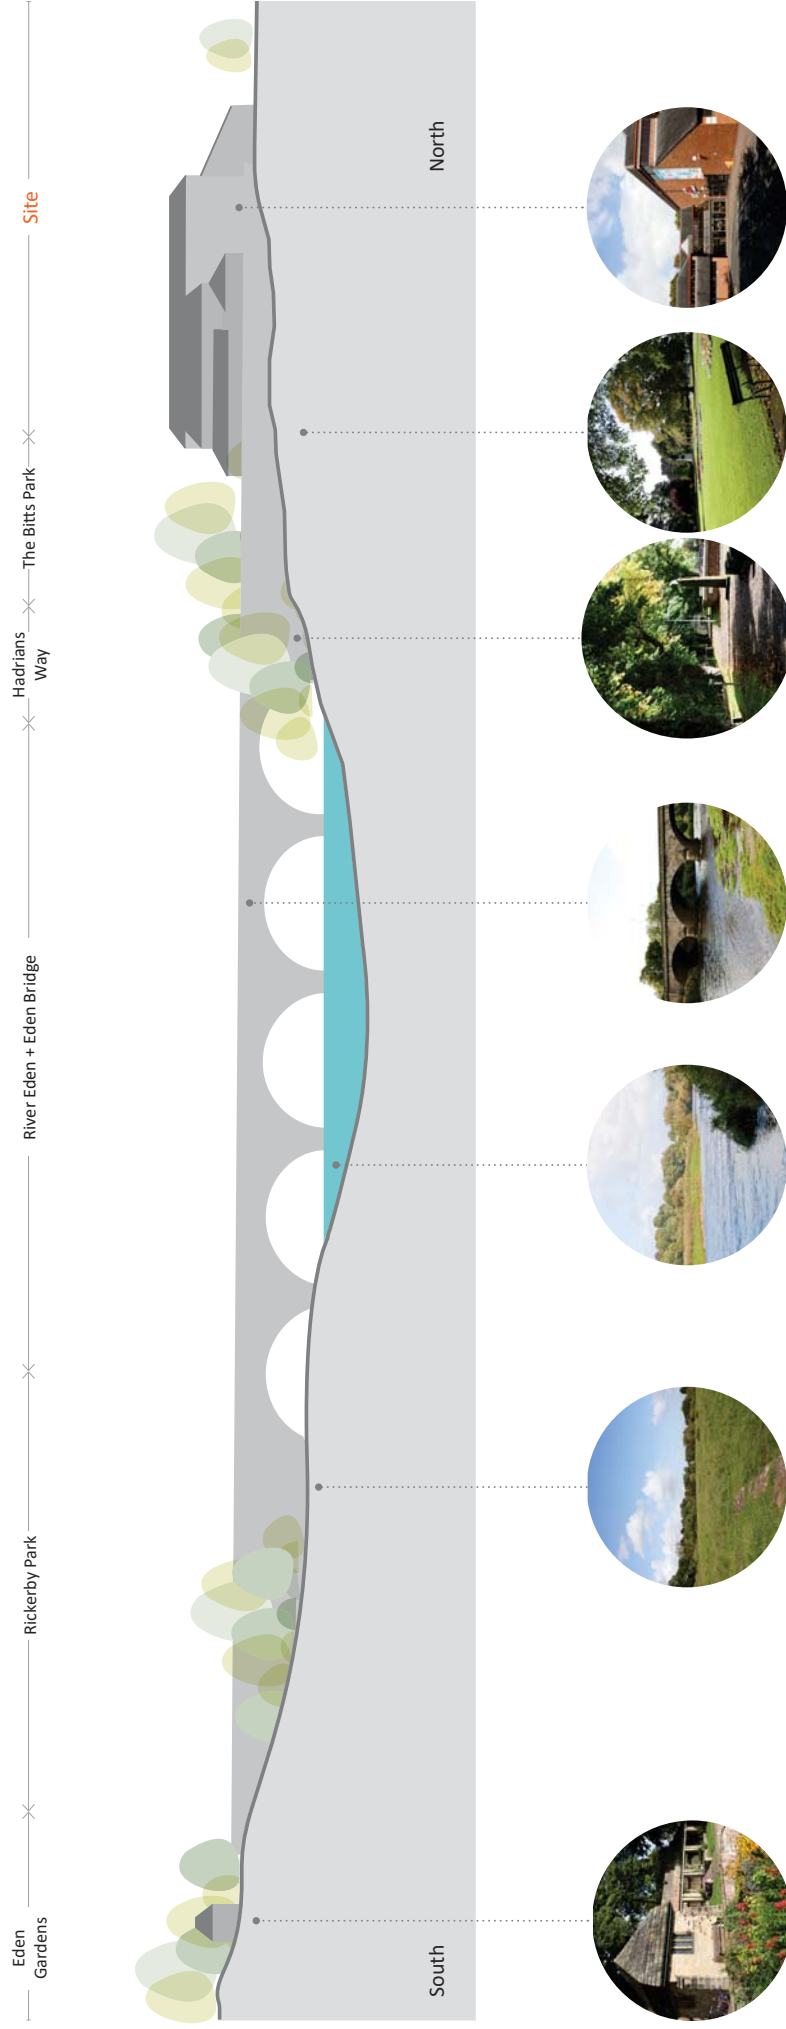 Eden
Gardens
Rickerby Park
River Eden + Eden Bridge
Hadrians
Way
The Bitts Park
Site
South
North